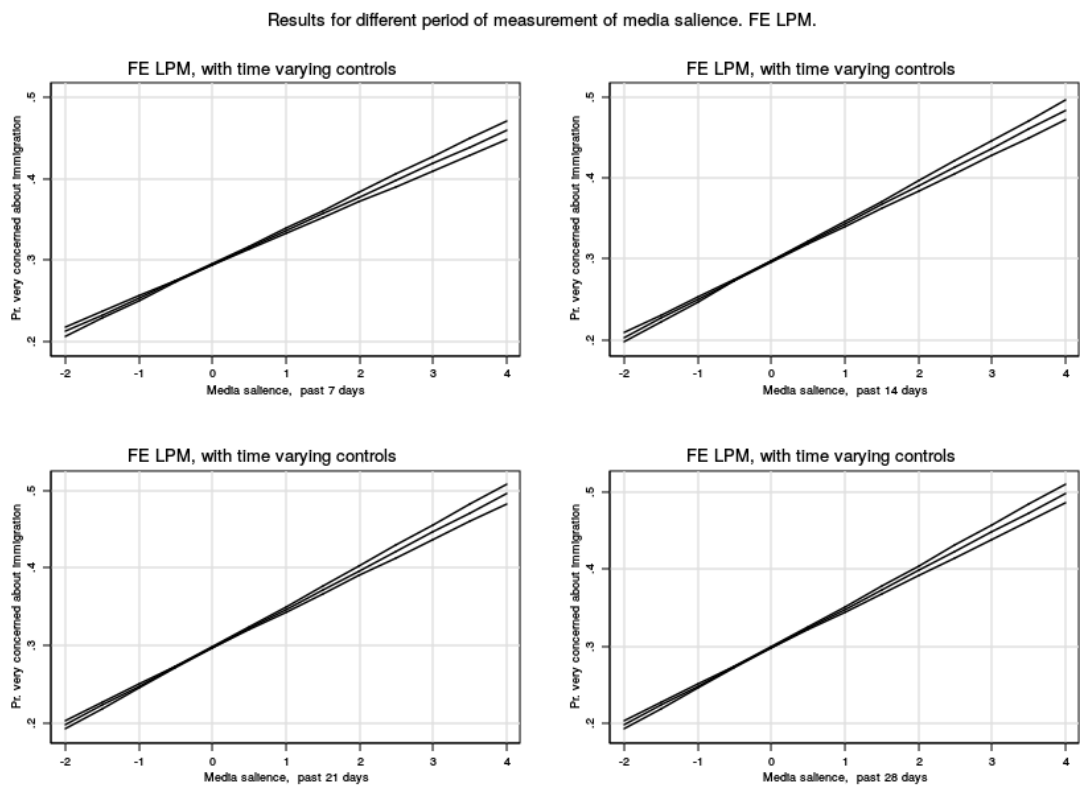 Results for different period of measurement of media salience. FE LPM.
FE LPM, with time varying controls
Pr. very concerned about immigration
.5
.4
.3
.2
-2 -1 0 1 2 3 4
Media salience, past 7 days
FE LPM, with time varying controls
Pr. very concerned about immigration
.5
.4
.3
.2
-2 -1 0 1 2 3 4
Media salience, past 14 days
FE LPM, with time varying controls
Pr. very concerned about immigration
.5
.4
.3
.2
-2 -1 0 1 2 3 4
Media salience, past 21 days
FE LPM, with time varying controls
Pr. very concerned about immigration
.5
.4
.3
.2
-2 -1 0 1 2 3 4
Media salience, past 28 days